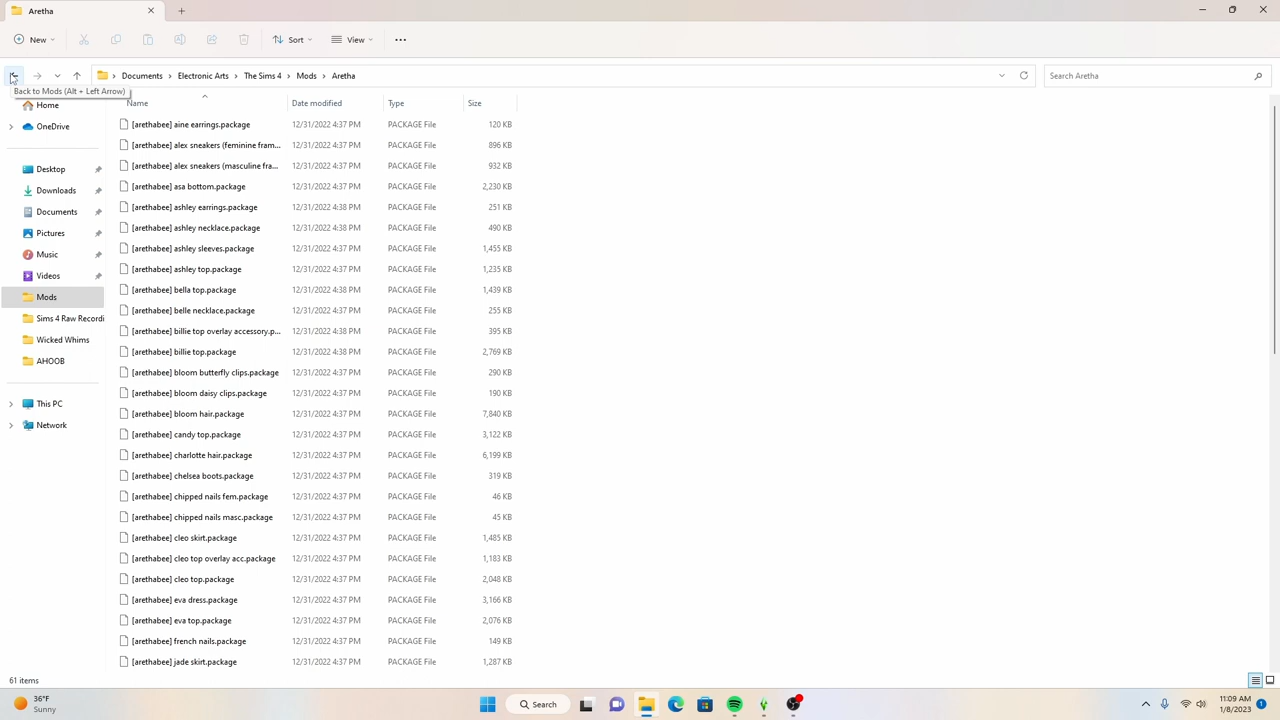 Aretha
New
Sort
View
Documents > Electronic Arts > The Sims 4 > Mods > Aretha
Search Aretha
Back to Mods (Alt + Left Arrow)
Name Date modified Type Size
Home
OneDrive
Desktop
Downloads
Documents
Pictures
Music
Videos
Mods
Sims 4 Raw Recordi
Wicked Whims
AHOOB
This PC
Network
[arethabee] aine earrings.package 12/31/2022 4:37 PM PACKAGE File 120 KB
[arethabee] alex sneakers (feminine fram... 12/31/2022 4:37 PM PACKAGE File 896 KB
[arethabee] alex sneakers (masculine fra... 12/31/2022 4:37 PM PACKAGE File 932 KB
[arethabee] asa bottom.package 12/31/2022 4:37 PM PACKAGE File 2,230 KB
[arethabee] ashley earrings.package 12/31/2022 4:38 PM PACKAGE File 251 KB
[arethabee] ashley necklace.package 12/31/2022 4:38 PM PACKAGE File 490 KB
[arethabee] ashley sleeves.package 12/31/2022 4:37 PM PACKAGE File 1,455 KB
[arethabee] ashley top.package 12/31/2022 4:37 PM PACKAGE File 1,235 KB
[arethabee] bella top.package 12/31/2022 4:38 PM PACKAGE File 1,439 KB
[arethabee] belle necklace.package 12/31/2022 4:37 PM PACKAGE File 255 KB
[arethabee] billie top overlay accessory.p... 12/31/2022 4:38 PM PACKAGE File 395 KB
[arethabee] billie top.package 12/31/2022 4:38 PM PACKAGE File 2,769 KB
[arethabee] bloom butterfly clips.package 12/31/2022 4:37 PM PACKAGE File 290 KB
[arethabee] bloom daisy clips.package 12/31/2022 4:37 PM PACKAGE File 190 KB
[arethabee] bloom hair.package 12/31/2022 4:37 PM PACKAGE File 7,840 KB
[arethabee] candy top.package 12/31/2022 4:37 PM PACKAGE File 3,122 KB
[arethabee] charlotte hair.package 12/31/2022 4:37 PM PACKAGE File 6,199 KB
[arethabee] chelsea boots.package 12/31/2022 4:37 PM PACKAGE File 319 KB
[arethabee] chipped nails fem.package 12/31/2022 4:37 PM PACKAGE File 46 KB
[arethabee] chipped nails masc.package 12/31/2022 4:37 PM PACKAGE File 45 KB
[arethabee] cleo skirt.package 12/31/2022 4:37 PM PACKAGE File 1,485 KB
[arethabee] cleo top overlay acc.package 12/31/2022 4:37 PM PACKAGE File 1,183 KB
[arethabee] cleo top.package 12/31/2022 4:37 PM PACKAGE File 2,048 KB
[arethabee] eva dress.package 12/31/2022 4:37 PM PACKAGE File 3,166 KB
[arethabee] eva top.package 12/31/2022 4:37 PM PACKAGE File 2,076 KB
[arethabee] french nails.package 12/31/2022 4:37 PM PACKAGE File 149 KB
[arethabee] jade skirt.package 12/31/2022 4:37 PM PACKAGE File 1,287 KB
61 items
36°F
Sunny
Search
11:09 AM
1/8/2023
1